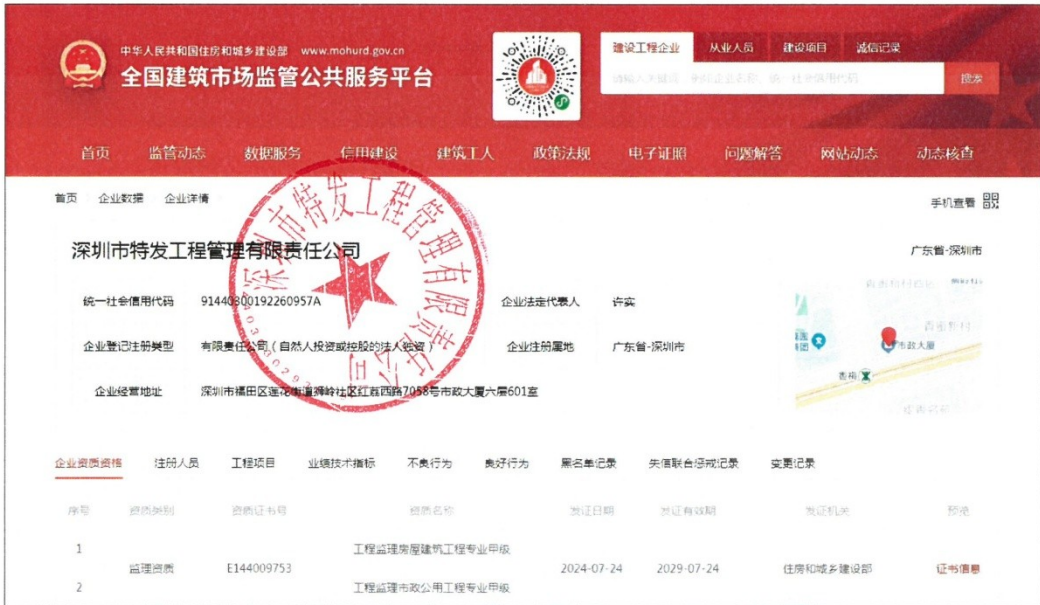 中华人民共和国住房和城乡建设部 www.mohurd.gov.cn
全国建筑市场监管公共服务平台
建设工程企业 从业人员 建设项目 诚信记录
搜索
首页 监管动态 数据服务 信用建设 建筑工人 政策法规 电子证照 问题解答 网站动态 动态核查
首页 企业数据 企业详情 手机查看
深圳市特发工程管理有限责任公司 广东省-深圳市
统一社会信用代码 91440300192260957A 企业法定代表人 许实
企业登记注册类型 有限责任公司(自然人投资或控股的法人独资) 企业注册属地 广东省-深圳市
企业经营地址 深圳市福田区莲花街道狮岭社区红荔西路7058号市政大厦六层601室
市政大厦
香梅
深圳市特发工程管理有限责任公司
企业资质资格 注册人员 工程项目 业绩技术指标 不良行为 良好行为 黑名单记录 失信联合惩戒记录 变更记录
序号 资质类别 资质证书号 资质名称 发证日期 发证有效期 发证机关 预览
1 工程监理房屋建筑工程专业甲级
监理资质 E144009753 2024-07-24 2029-07-24 住房和城乡建设部 证书信息
2 工程监理市政公用工程专业甲级